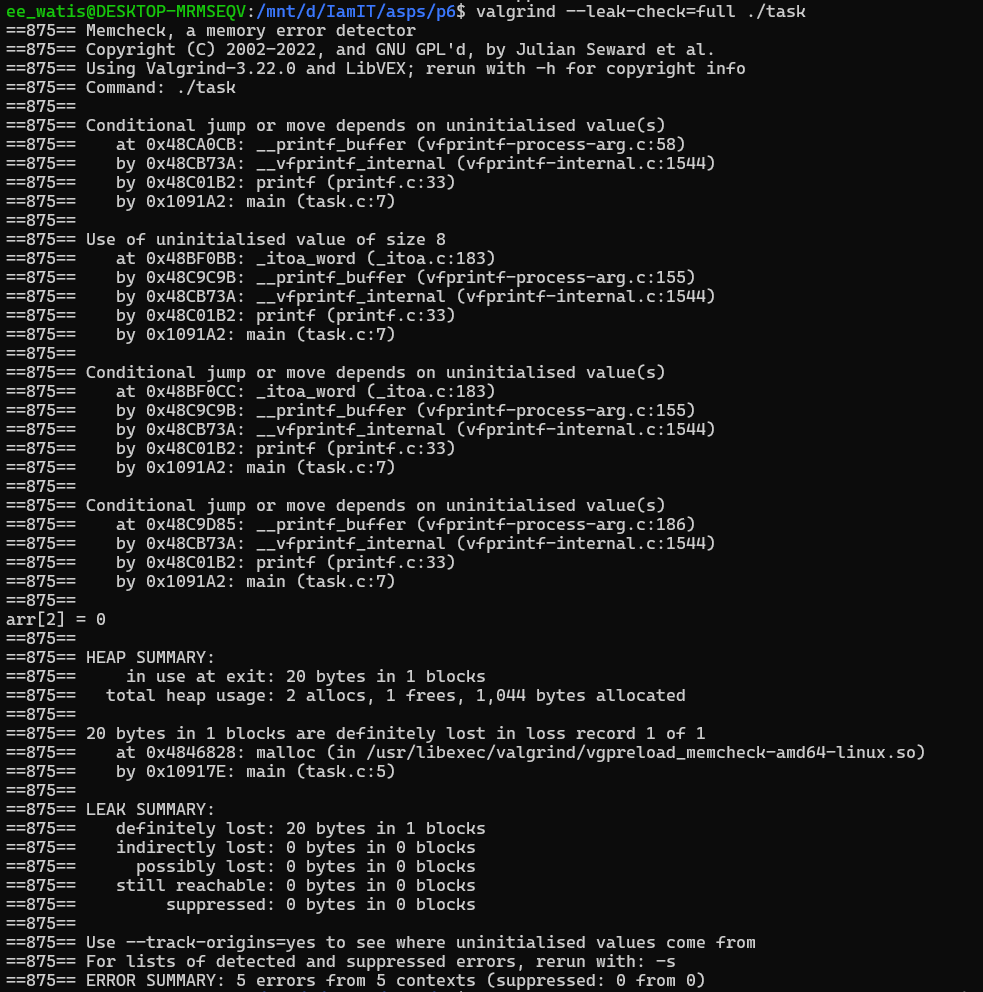 ee_watis@DESKTOP-MRMSEQV:/mnt/d/IamIT/asps/p6$ valgrind --leak-check=full ./task
==875== Memcheck, a memory error detector
==875== Copyright (C) 2002-2022, and GNU GPL'd, by Julian Seward et al.
==875== Using Valgrind-3.22.0 and LibVEX; rerun with -h for copyright info
==875== Command: ./task
==875==
==875== Conditional jump or move depends on uninitialised value(s)
==875==    at 0x48CA0CB: __printf_buffer (vfprintf-process-arg.c:58)
==875==    by 0x48CB73A: __vfprintf_internal (vfprintf-internal.c:1544)
==875==    by 0x48C01B2: printf (printf.c:33)
==875==    by 0x1091A2: main (task.c:7)
==875==
==875== Use of uninitialised value of size 8
==875==    at 0x48BF0BB: _itoa_word (_itoa.c:183)
==875==    by 0x48C9C9B: __printf_buffer (vfprintf-process-arg.c:155)
==875==    by 0x48CB73A: __vfprintf_internal (vfprintf-internal.c:1544)
==875==    by 0x48C01B2: printf (printf.c:33)
==875==    by 0x1091A2: main (task.c:7)
==875==
==875== Conditional jump or move depends on uninitialised value(s)
==875==    at 0x48BF0CC: _itoa_word (_itoa.c:183)
==875==    by 0x48C9C9B: __printf_buffer (vfprintf-process-arg.c:155)
==875==    by 0x48CB73A: __vfprintf_internal (vfprintf-internal.c:1544)
==875==    by 0x48C01B2: printf (printf.c:33)
==875==    by 0x1091A2: main (task.c:7)
==875==
==875== Conditional jump or move depends on uninitialised value(s)
==875==    at 0x48C9D85: __printf_buffer (vfprintf-process-arg.c:186)
==875==    by 0x48CB73A: __vfprintf_internal (vfprintf-internal.c:1544)
==875==    by 0x48C01B2: printf (printf.c:33)
==875==    by 0x1091A2: main (task.c:7)
==875==
arr[2] = 0
==875==
==875== HEAP SUMMARY:
==875==     in use at exit: 20 bytes in 1 blocks
==875==   total heap usage: 2 allocs, 1 frees, 1,044 bytes allocated
==875==
==875== 20 bytes in 1 blocks are definitely lost in loss record 1 of 1
==875==    at 0x4846828: malloc (in /usr/libexec/valgrind/vgpreload_memcheck-amd64-linux.so)
==875==    by 0x10917E: main (task.c:5)
==875==
==875== LEAK SUMMARY:
==875==    definitely lost: 20 bytes in 1 blocks
==875==    indirectly lost: 0 bytes in 0 blocks
==875==      possibly lost: 0 bytes in 0 blocks
==875==    still reachable: 0 bytes in 0 blocks
==875==         suppressed: 0 bytes in 0 blocks
==875==
==875== Use --track-origins=yes to see where uninitialised values come from
==875== For lists of detected and suppressed errors, rerun with: -s
==875== ERROR SUMMARY: 5 errors from 5 contexts (suppressed: 0 from 0)